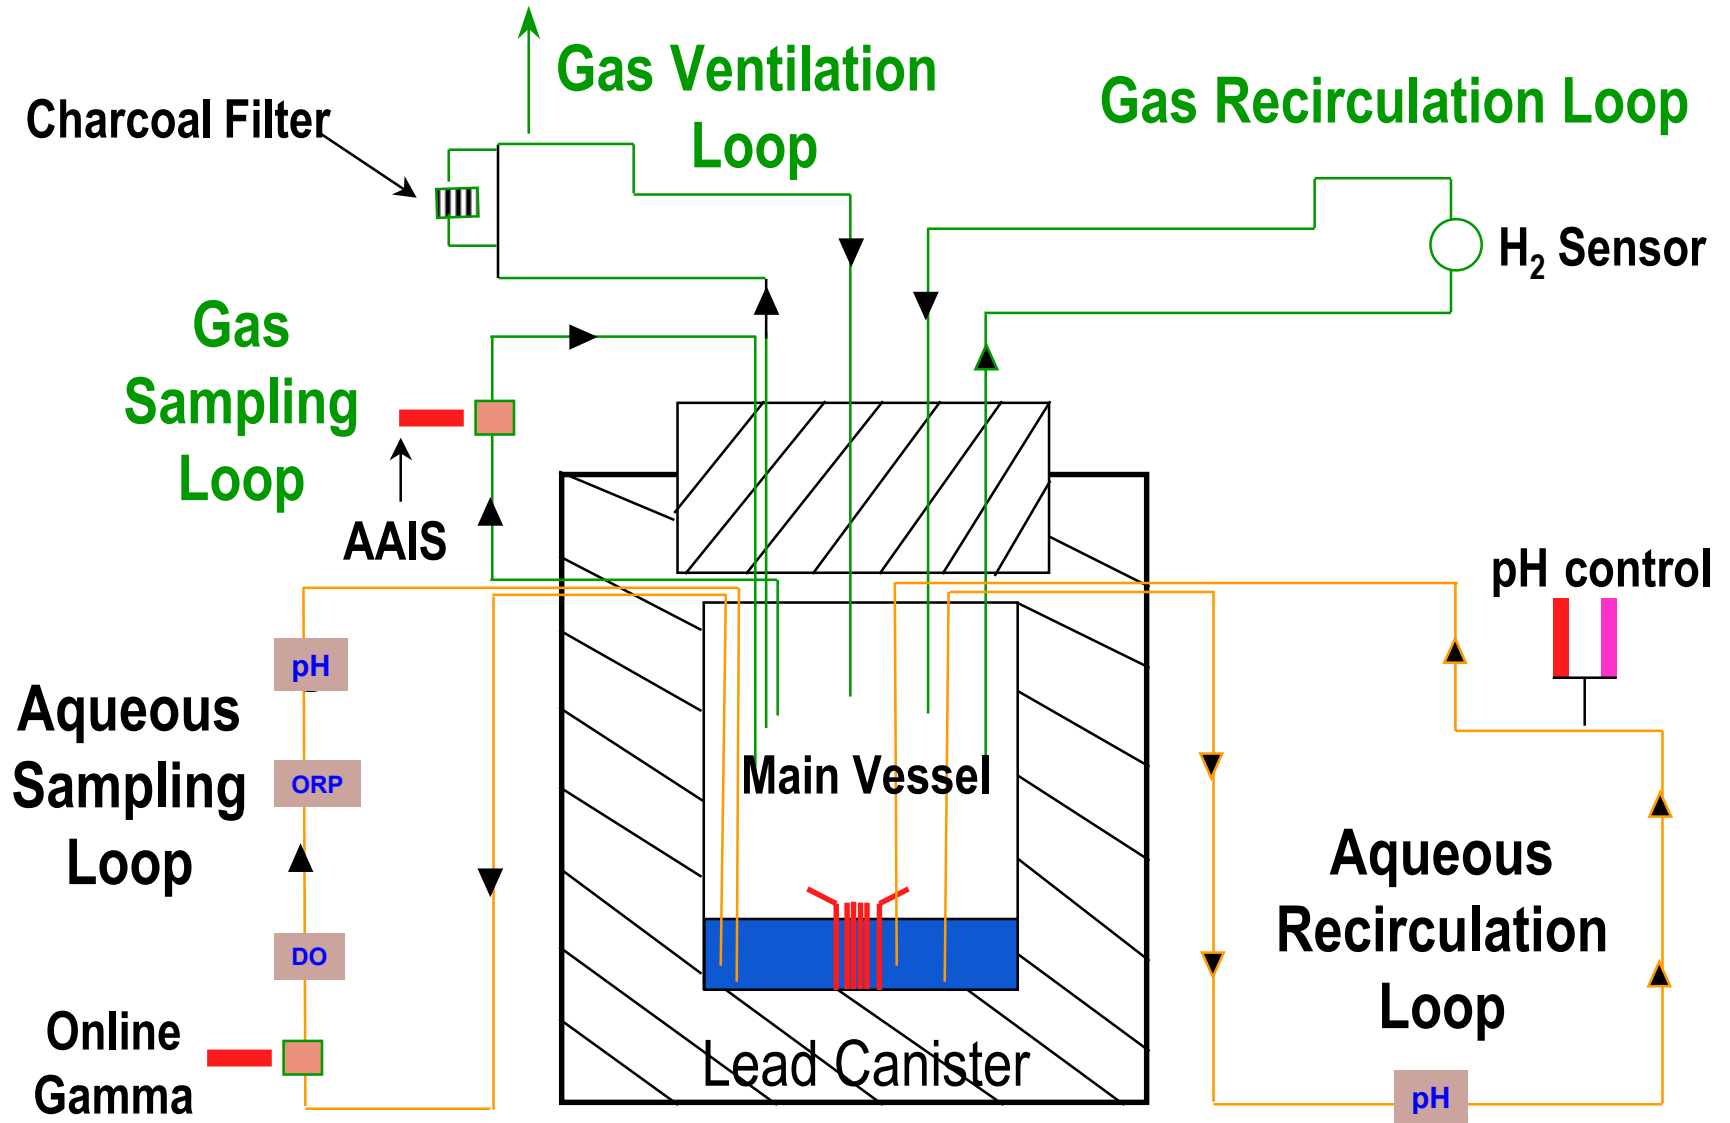 Gas Ventilation
Loop
Gas Recirculation Loop
Charcoal Filter
H₂ Sensor
Gas
Sampling
Loop
AAIS
pH control
pH
Aqueous
Sampling
Loop
ORP
Main Vessel
DO
Aqueous
Recirculation
Loop
Online
Gamma
Lead Canister
pH